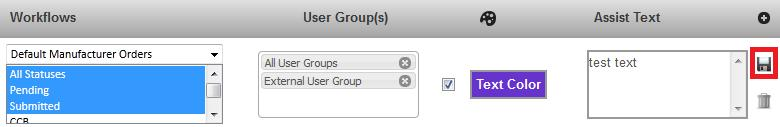 Workflows User Group(s) Assist Text
Default Manufacturer Orders
All Statuses
Pending
Submitted
CCB
All User Groups
External User Group
Text Color
test text